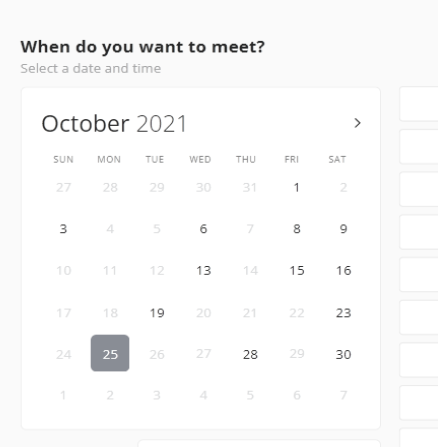 When do you want to meet?
Select a date and time
October 2021
SUN MON TUE WED THU FRI SAT
27 28 29 30 31 1 2
3 4 5 6 7 8 9
10 11 12 13 14 15 16
17 18 19 20 21 22 23
24 25 26 27 28 29 30
1 2 3 4 5 6 7